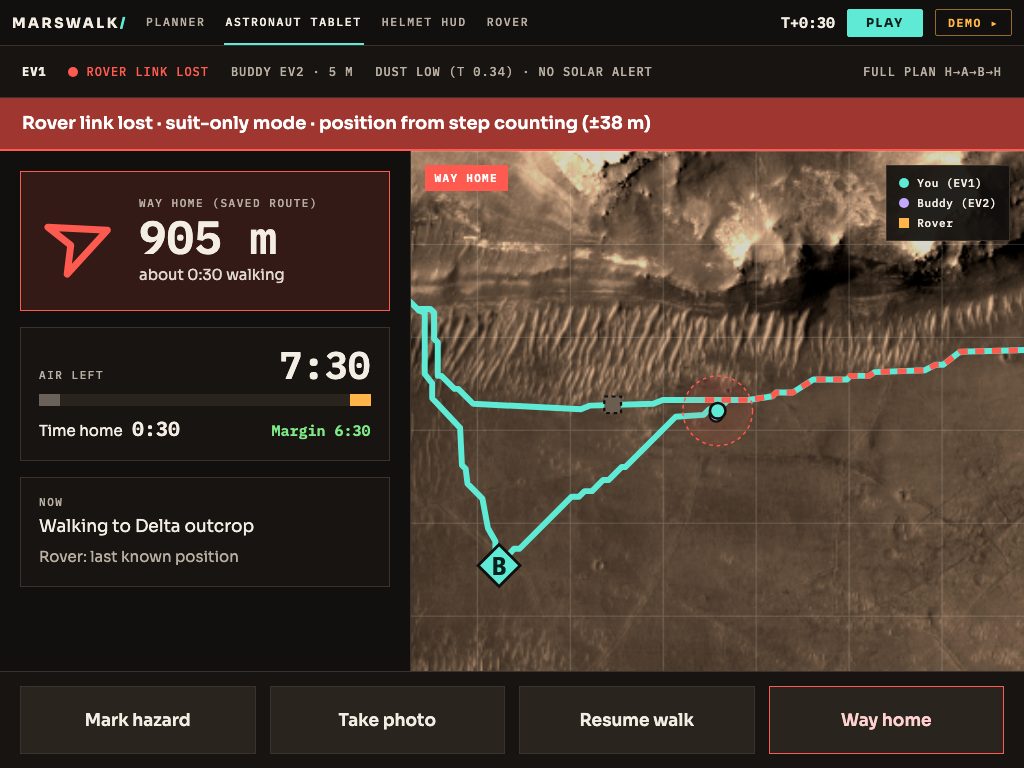 MARSWALK/ PLANNER ASTRONAUT TABLET HELMET HUD ROVER T+0:30 PLAY DEMO ▸
EV1 ROVER LINK LOST BUDDY EV2 · 5 M DUST LOW (T 0.34) · NO SOLAR ALERT FULL PLAN H→A→B→H
Rover link lost · suit-only mode · position from step counting (±38 m)
WAY HOME (SAVED ROUTE)
905 m
about 0:30 walking
AIR LEFT 7:30
Time home 0:30 Margin 6:30
NOW
Walking to Delta outcrop
Rover: last known position
WAY HOME
You (EV1)
Buddy (EV2)
Rover
B
Mark hazard Take photo Resume walk Way home